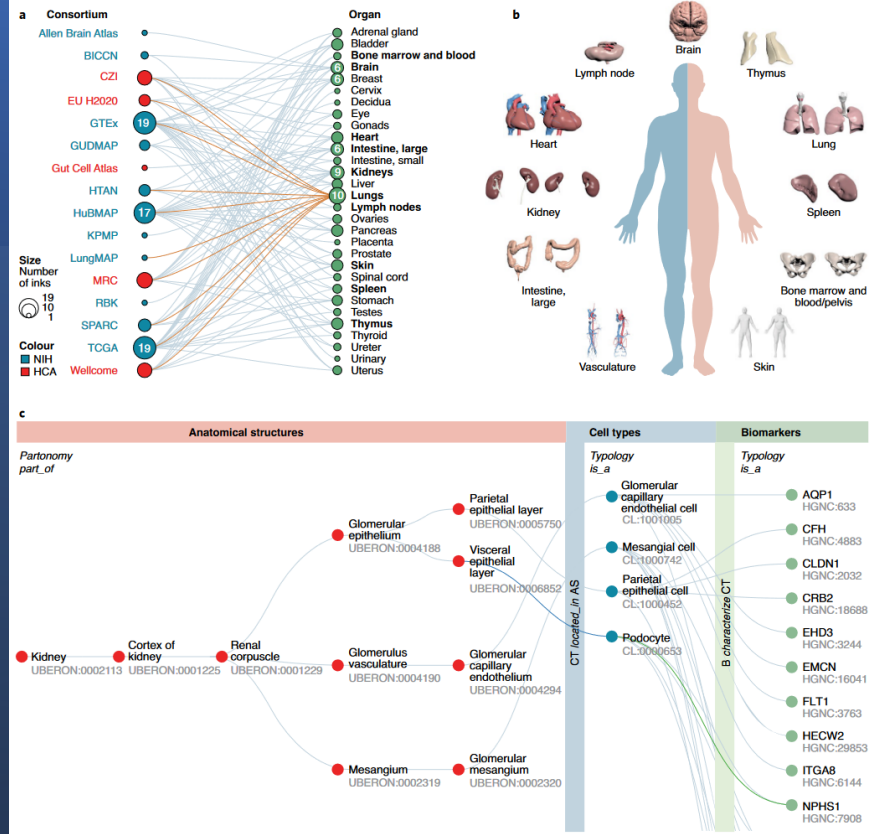 a
Consortium
Organ
Allen Brain Atlas
BICCN
CZI
EU H2020
GTEx
19
GUDMAP
Gut Cell Atlas
HTAN
HuBMAP
17
KPMP
LungMAP
MRC
RBK
SPARC
TCGA
19
Wellcome
Size
Number
of inks
19
10
1
Colour
NIH
HCA
Adrenal gland
Bladder
Bone marrow and blood
6 Brain
6 Breast
Cervix
Decidua
Eye
Gonads
Heart
6 Intestine, large
Intestine, small
9 Kidneys
Liver
10 Lungs
Lymph nodes
Ovaries
Pancreas
Placenta
Prostate
Skin
Spinal cord
Spleen
Stomach
Testes
Thymus
Thyroid
Ureter
Urinary
Uterus
b
Brain
Lymph node
Thymus
Heart
Lung
Kidney
Spleen
Intestine,
large
Bone marrow and
blood/pelvis
Vasculature
Skin
c
Anatomical structures
Cell types
Biomarkers
Partonomy
part_of
Typology
is_a
Typology
is_a
Kidney
UBERON:0002113
Cortex of
kidney
UBERON:0001225
Renal
corpuscle
UBERON:0001229
Glomerular
epithelium
UBERON:0004188
Glomerulus
vasculature
UBERON:0004190
Mesangium
UBERON:0002319
Parietal
epithelial layer
UBERON:0005750
Visceral
epithelial
layer
UBERON:0006852
Glomerular
capillary
endothelium
UBERON:0004294
Glomerular
mesangium
UBERON:0002320
CT located_in AS
Glomerular
capillary
endothelial cell
CL:1001005
Mesangial cell
CL:1000742
Parietal
epithelial cell
CL:1000452
Podocyte
CL:0000653
B characterize CT
AQP1
HGNC:633
CFH
HGNC:4883
CLDN1
HGNC:2032
CRB2
HGNC:18688
EHD3
HGNC:3244
EMCN
HGNC:16041
FLT1
HGNC:3763
HECW2
HGNC:29853
ITGA8
HGNC:6144
NPHS1
HGNC:7908